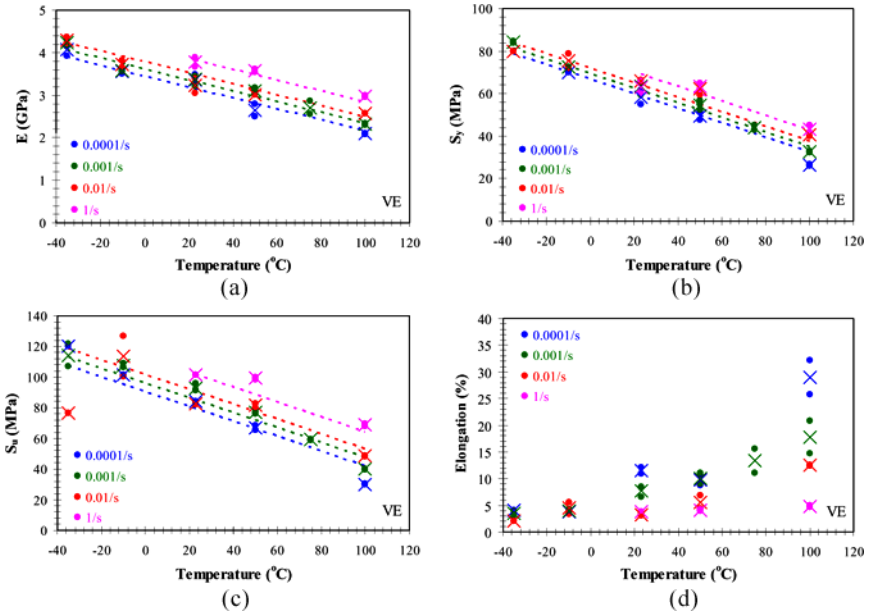 5
4
3
2
1
0
E (GPa)
0.0001/s
0.001/s
0.01/s
1/s
VE
-40 -20 0 20 40 60 80 100 120
Temperature (°C)
(a)
100
80
60
40
20
0
Sy (MPa)
0.0001/s
0.001/s
0.01/s
1/s
VE
-40 -20 0 20 40 60 80 100 120
Temperature (°C)
(b)
140
120
100
80
60
40
20
0
Su (MPa)
0.0001/s
0.001/s
0.01/s
1/s
VE
-40 -20 0 20 40 60 80 100 120
Temperature (°C)
(c)
40
35
30
25
20
15
10
5
0
Elongation (%)
0.0001/s
0.001/s
0.01/s
1/s
VE
-40 -20 0 20 40 60 80 100 120
Temperature (°C)
(d)